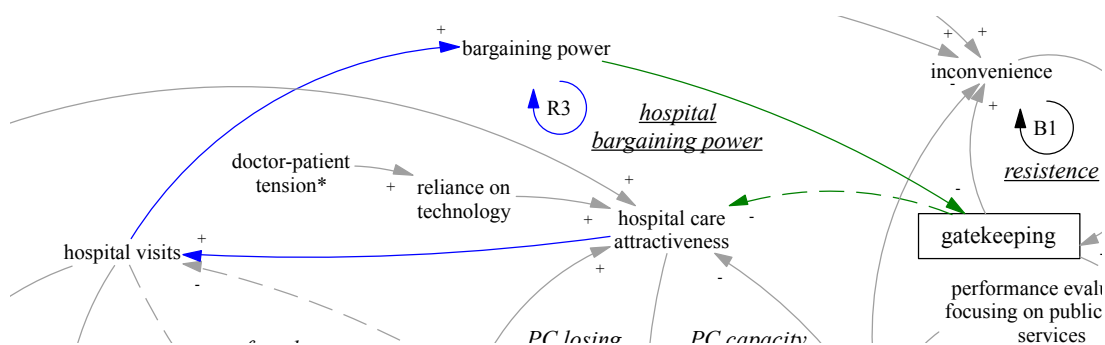 +
bargaining power
+
+
inconvenience
-
+
R3
hospital
bargaining power
B1
resistence
doctor-patient
tension*
+
reliance on
technology
+
+
hospital care
attractiveness
-
-
gatekeeping
hospital visits
+
-
+
-
performance evalu
focusing on public
services
PC losing
PC capacity